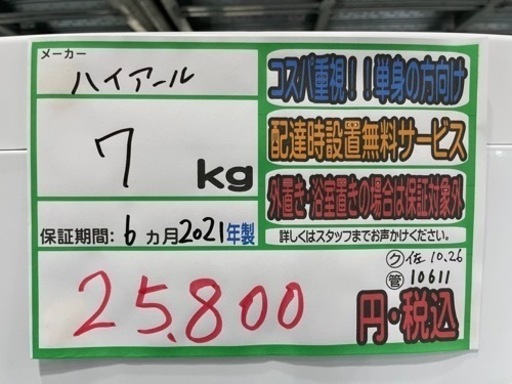 メーカー
ハイアール
7 kg
保証期間: 6ヵ月 2021年製
コスパ重視!!単身の方向け
配達時設置無料サービス
外置き・浴室置きの場合は保証対象外
詳しくはスタッフまでお声かけください。
ク 佐 10.26
管 10611
25.800
円・税込